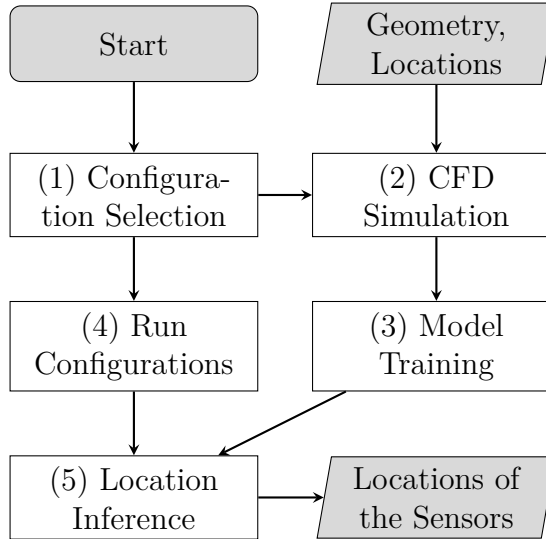 Start
Geometry,
Locations
(1) Configura-
tion Selection
(2) CFD
Simulation
(4) Run
Configurations
(3) Model
Training
(5) Location
Inference
Locations of
the Sensors